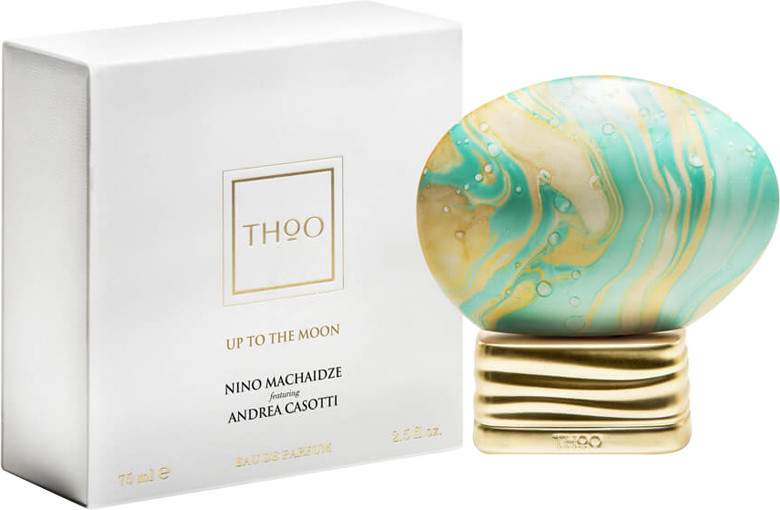 THoO
UP TO THE MOON
NINO MACHAIDZE
featuring
ANDREA CASOTTI
75 ml ℮ EAU DE PARFUM 2.5 fl oz.
THOO